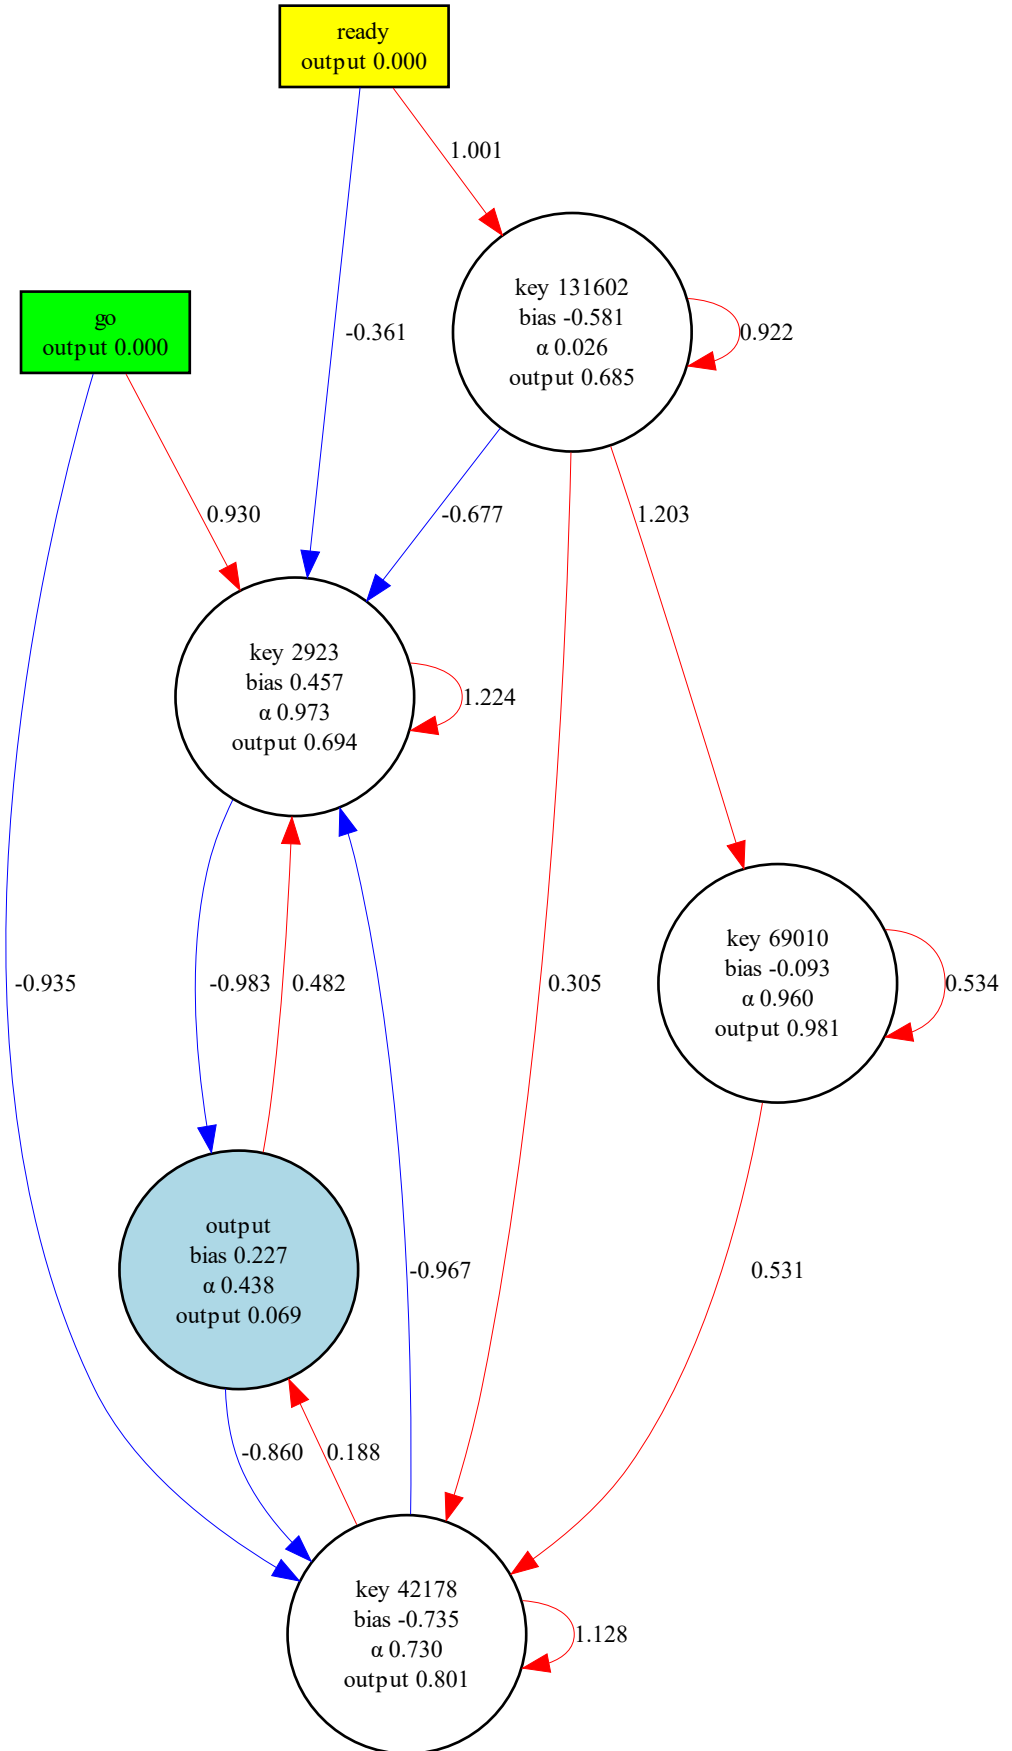 ready
output 0.000
1.001
key 131602
bias -0.581
α 0.026
output 0.685
0.922
go
output 0.000
-0.361
0.930
-0.677
1.203
key 2923
bias 0.457
α 0.973
output 0.694
1.224
key 69010
bias -0.093
α 0.960
output 0.981
0.534
-0.935
-0.983
0.482
0.305
output
bias 0.227
α 0.438
output 0.069
-0.967
0.531
-0.860
0.188
key 42178
bias -0.735
α 0.730
output 0.801
1.128